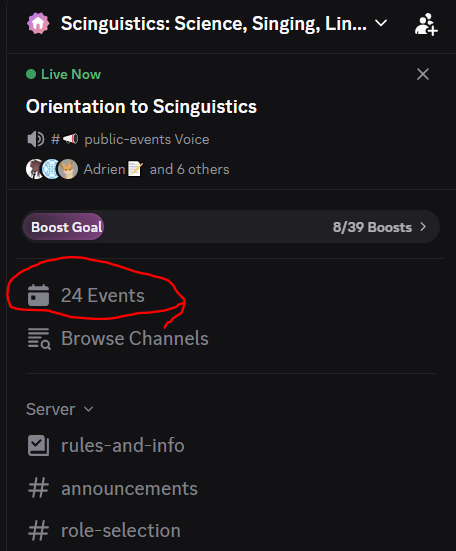 Scinguistics: Science, Singing, Lin...
Live Now
Orientation to Scinguistics
# public-events Voice
Adrien and 6 others
Boost Goal 8/39 Boosts
24 Events
Browse Channels
Server
rules-and-info
# announcements
# role-selection